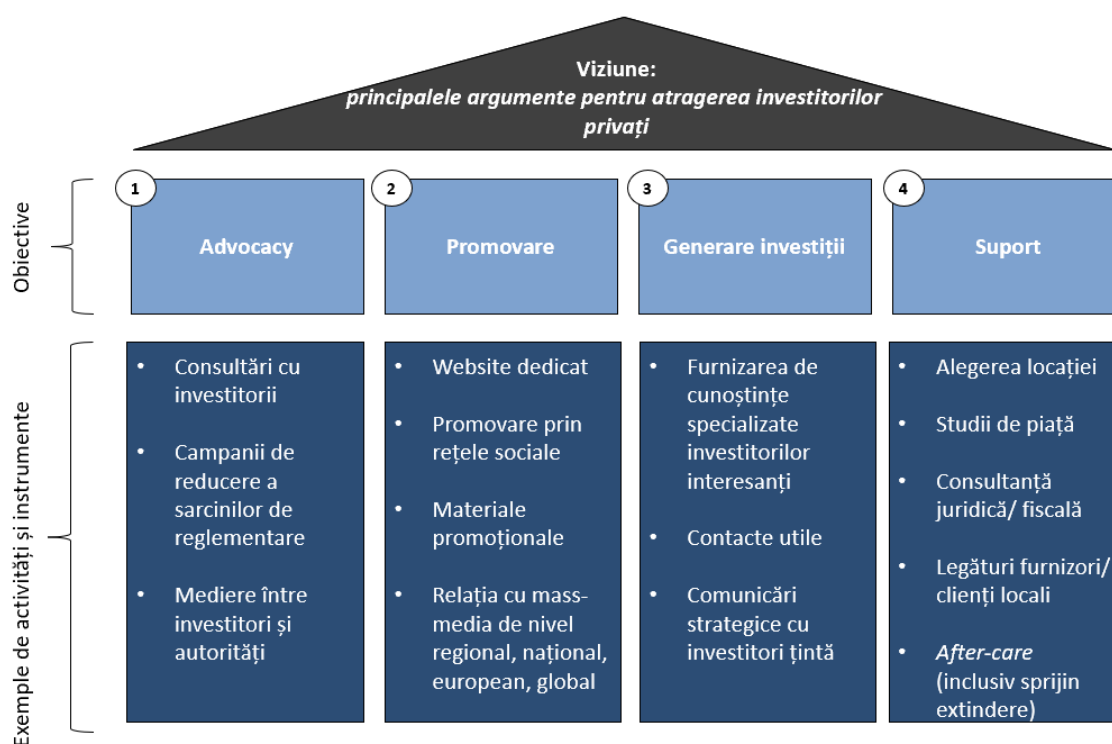 Viziune:
principalele argumente pentru atragerea investitorilor
privați
Obiective
1
Advocacy
2
Promovare
3
Generare investiții
4
Suport
Exemple de activități și instrumente
• Consultări cu
investitorii
• Campanii de
reducere a
sarcinilor de
reglementare
• Mediere între
investitori și
autorități
• Website dedicat
• Promovare prin
rețele sociale
• Materiale
promoționale
• Relația cu mass-
media de nivel
regional, național,
european, global
• Furnizarea de
cunoștințe
specializate
investitorilor
interesanți
• Contacte utile
• Comunicări
strategice cu
investitori țintă
• Alegerea locației
• Studii de piață
• Consultanță
juridică/ fiscală
• Legături furnizori/
clienți locali
• After-care
(inclusiv sprijin
extindere)